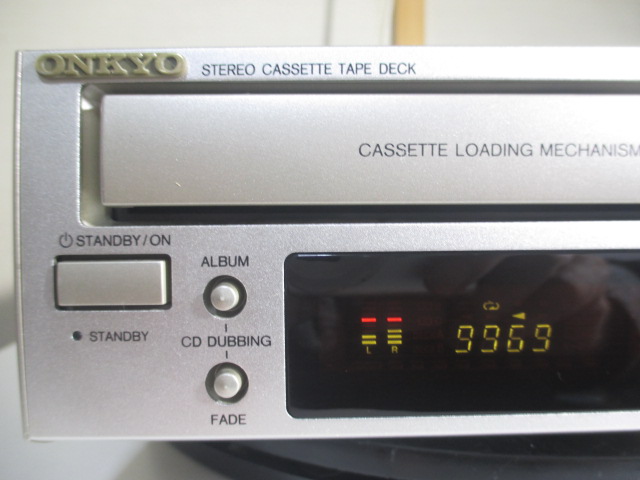 ONKYO STEREO CASSETTE TAPE DECK
CASSETTE LOADING MECHANISM
STANDBY/ON
ALBUM
STANDBY
CD DUBBING
FADE
L R
9969